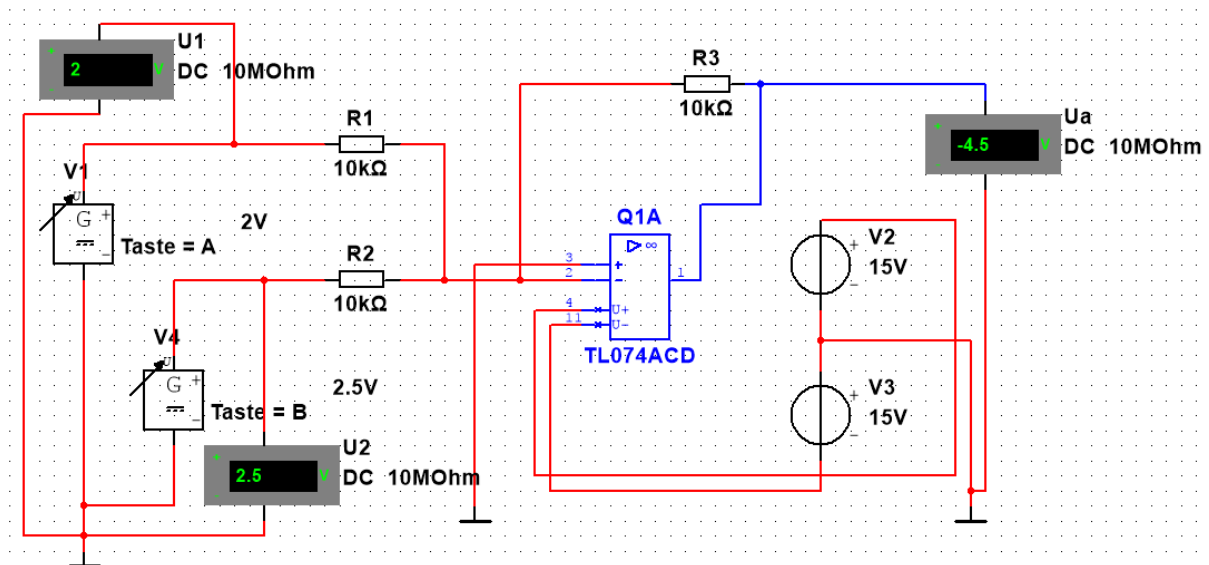 U1
DC 10MOhm
+
2 V
-
R1
10kΩ
V1
U
G +
-
Taste = A
2V
R2
10kΩ
V4
U
G +
-
Taste = B
2.5V
U2
DC 10MOhm
+
2.5 V
-
R3
10kΩ
Q1A
∞
3 +
2 -
1
4 U+
11 U-
TL074ACD
Ua
DC 10MOhm
+
-4.5 V
-
V2
+
15V
-
V3
+
15V
-